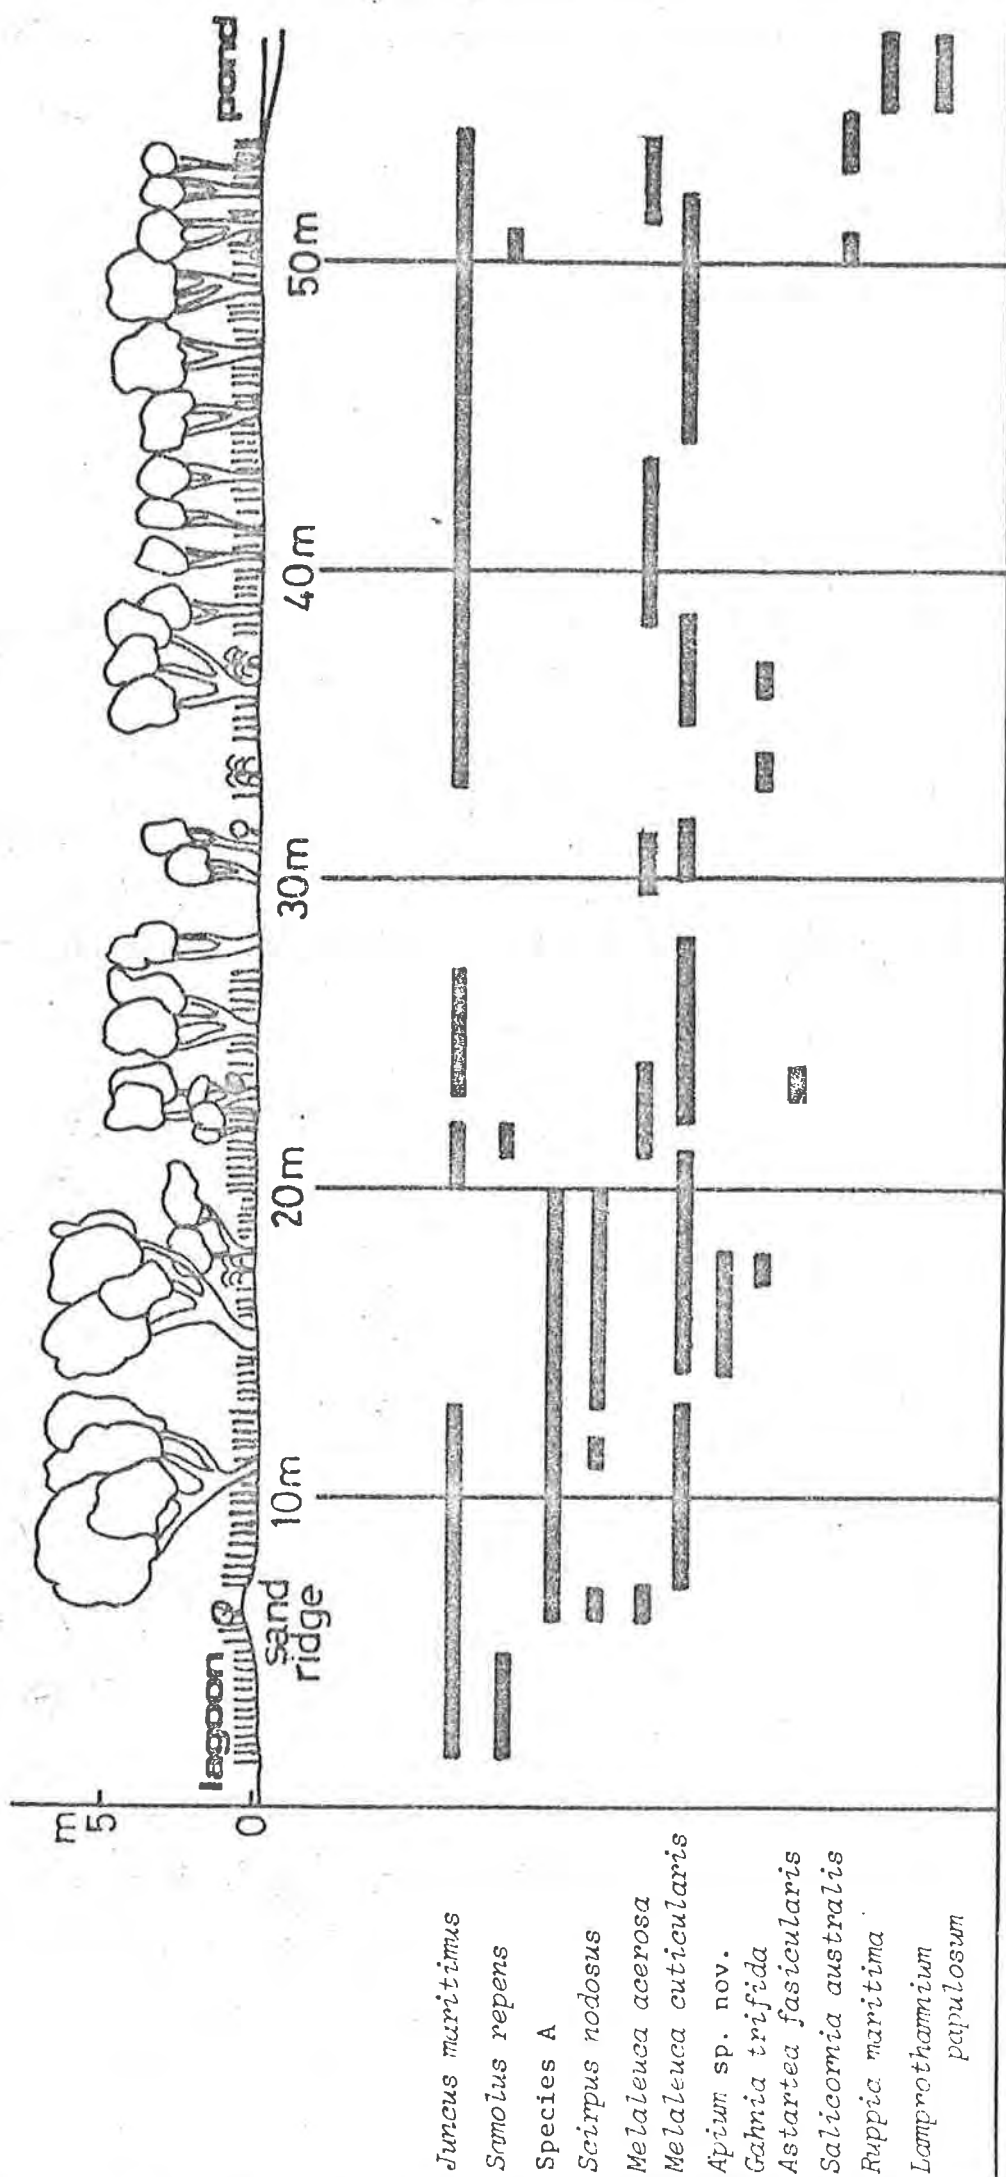 m
5
0
lagoon
pond
sand
ridge
10m
20m
30m
40m
50m
Juncus maritimus
Samolus repens
Species A
Scirpus nodosus
Melaleuca acerosa
Melaleuca cuticularis
Apium sp. nov.
Gahnia trifida
Astartea fasicularis
Salicornia australis
Ruppia maritima
Lamprothamnium
papulosum